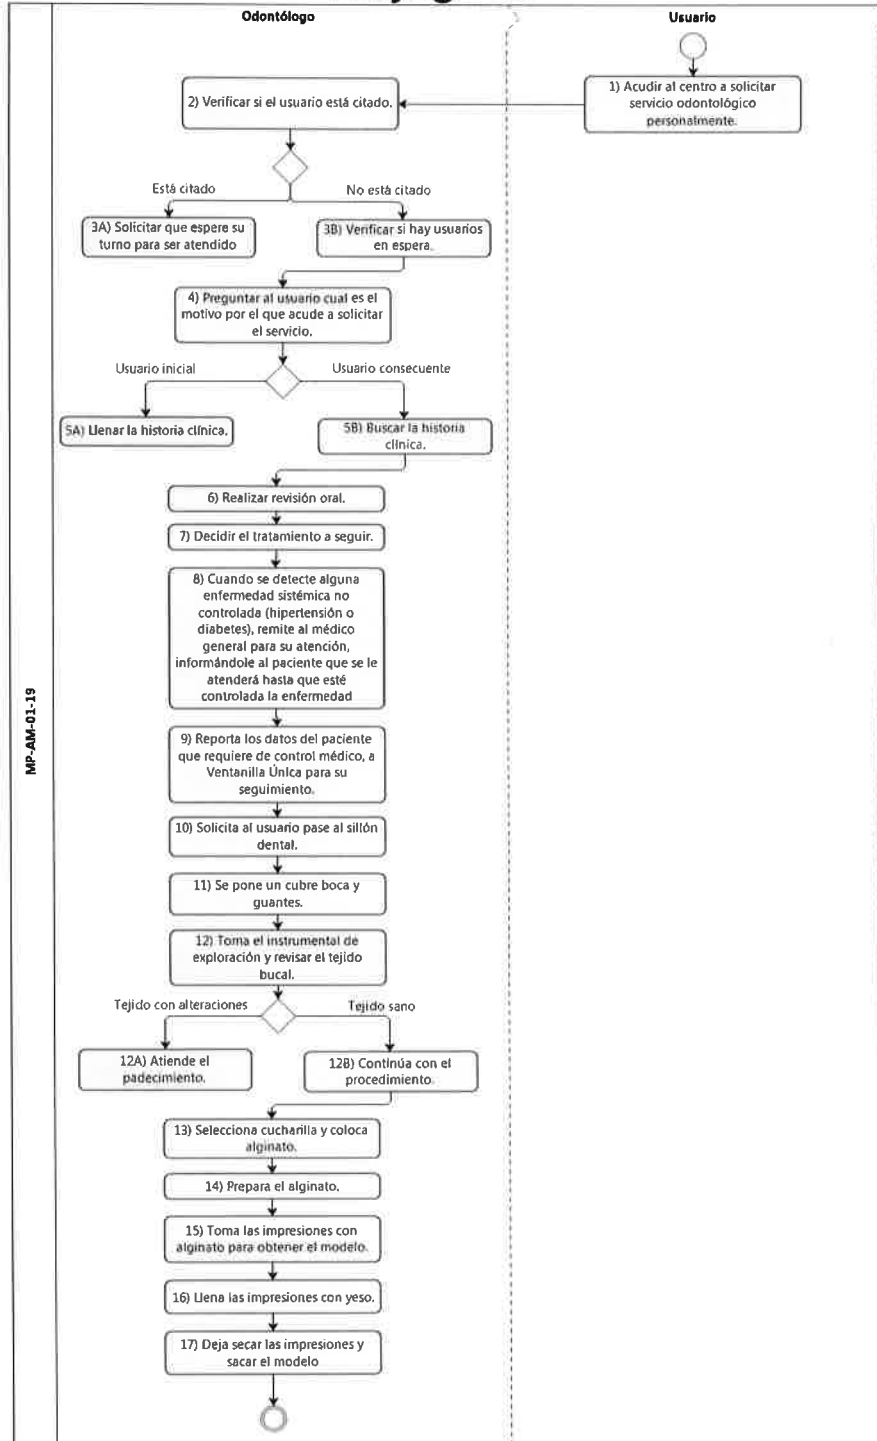 Odontólogo
Usuario
1) Acudir al centro a solicitar
servicio odontológico
personalmente.
2) Verificar si el usuario está citado.
Está citado
No está citado
3A) Solicitar que espere su
turno para ser atendido
3B) Verificar si hay usuarios
en espera.
4) Preguntar al usuario cual es el
motivo por el que acude a solicitar
el servicio.
Usuario inicial
Usuario consecuente
5A) Llenar la historia clínica.
5B) Buscar la historia
clínica.
6) Realizar revisión oral.
7) Decidir el tratamiento a seguir.
8) Cuando se detecte alguna
enfermedad sistémica no
controlada (hipertensión o
diabetes), remite al médico
general para su atención,
informándole al paciente que se le
atenderá hasta que esté
controlada la enfermedad
MP-AM-01-19
9) Reporta los datos del paciente
que requiere de control médico, a
Ventanilla Única para su
seguimiento.
10) Solicita al usuario pase al sillón
dental.
11) Se pone un cubre boca y
guantes.
12) Toma el instrumental de
exploración y revisar el tejido
bucal.
Tejido con alteraciones
Tejido sano
12A) Atiende el
padecimiento.
12B) Continúa con el
procedimiento.
13) Selecciona cucharilla y coloca
alginato.
14) Prepara el alginato.
15) Toma las impresiones con
alginato para obtener el modelo.
16) Llena las impresiones con yeso.
17) Deja secar las impresiones y
sacar el modelo